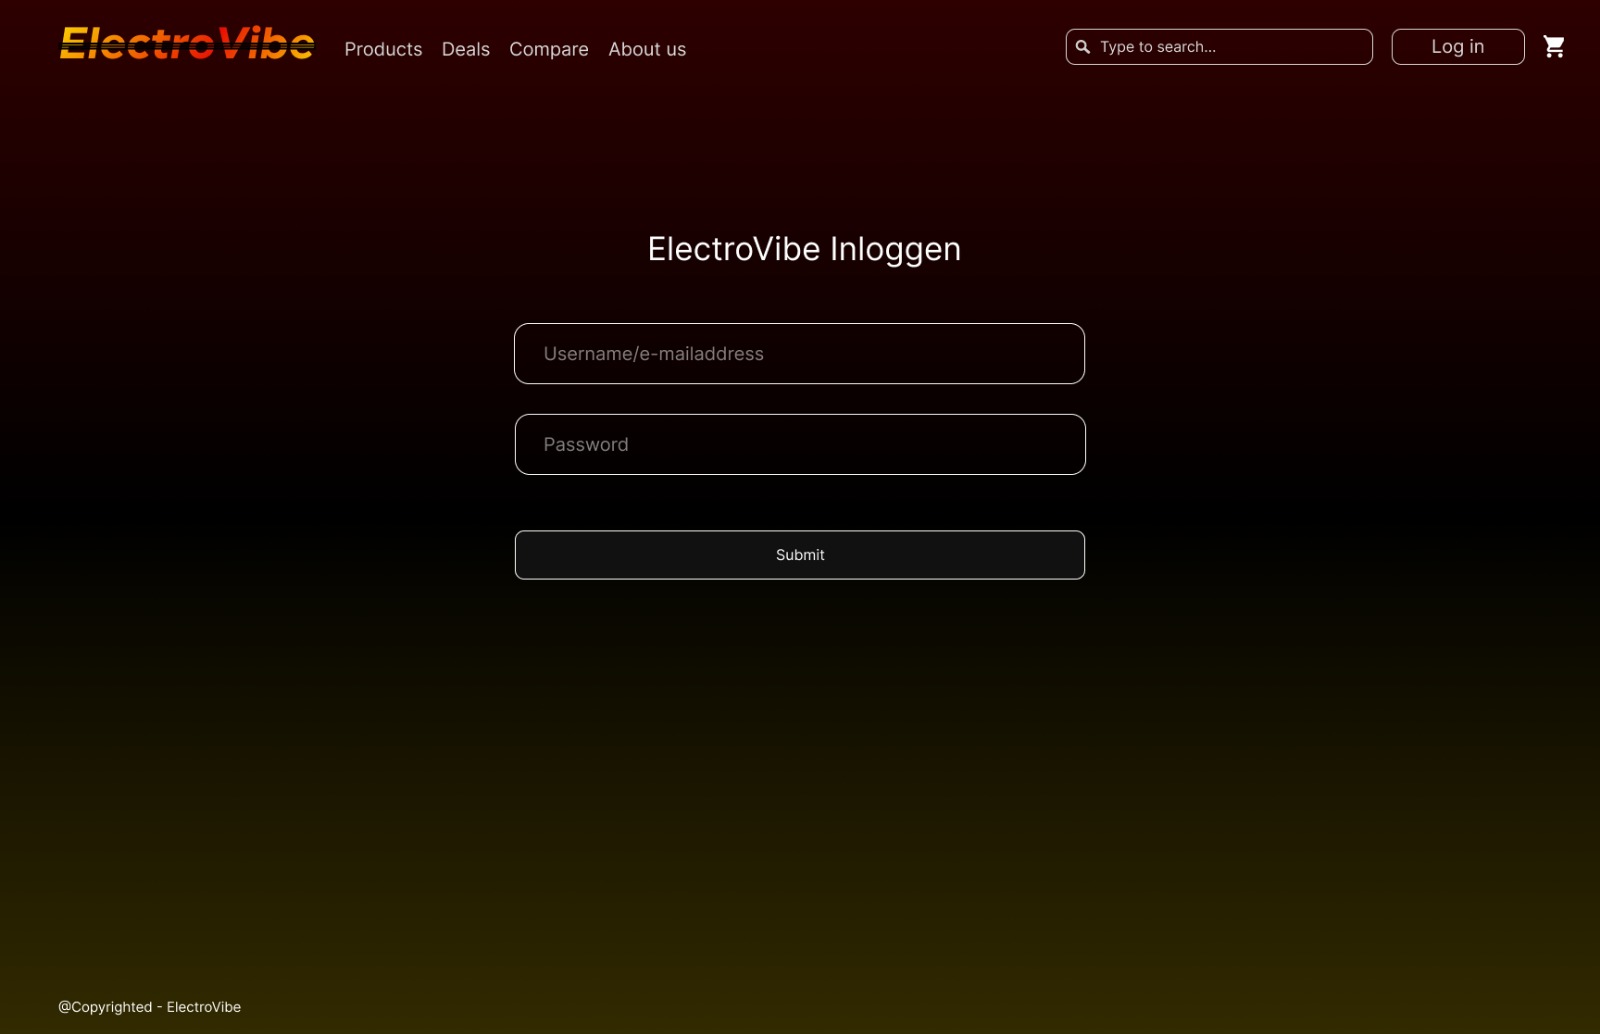 ElectroVibe Products Deals Compare About us Type to search... Log in
ElectroVibe Inloggen
Username/e-mailaddress
Password
Submit
@Copyrighted - ElectroVibe